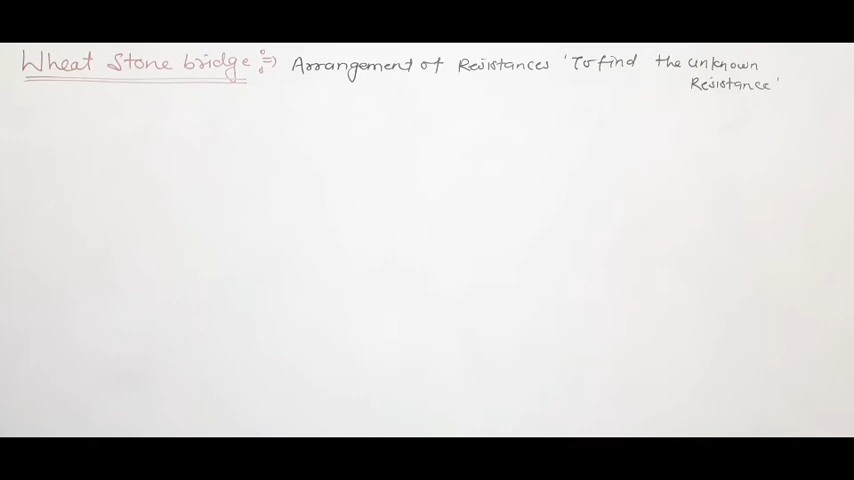 Wheat Stone bridge :⇒ Arrangement of Resistances 'To find the unknown
Resistance'